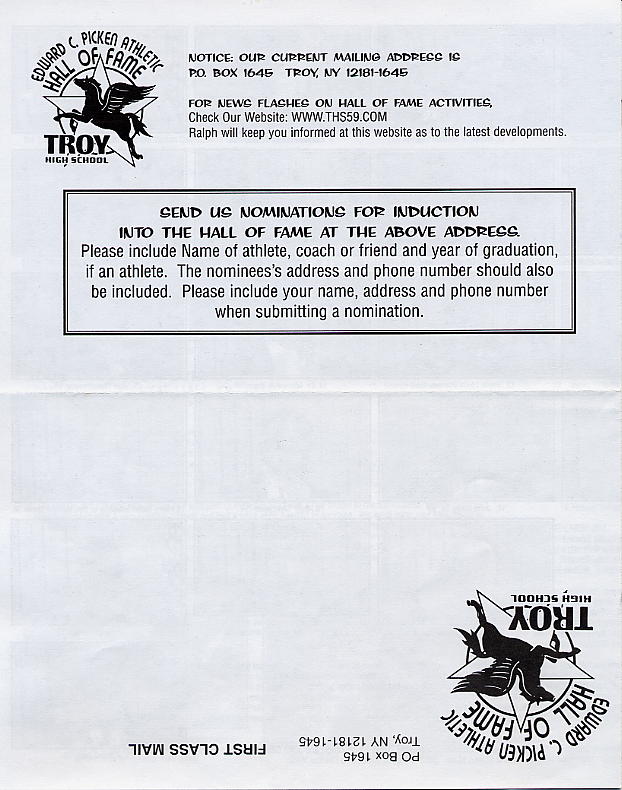 EDWARD C. PICKEN ATHLETIC
HALL OF FAME
TROY
HIGH SCHOOL
NOTICE: OUR CURRENT MAILING ADDRESS IS
P.O. BOX 1645 TROY, NY 12181-1645
FOR NEWS FLASHES ON HALL OF FAME ACTIVITIES,
Check Our Website: WWW.THS59.COM
Ralph will keep you informed at this website as to the latest developments.
SEND US NOMINATIONS FOR INDUCTION
INTO THE HALL OF FAME AT THE ABOVE ADDRESS.
Please include Name of athlete, coach or friend and year of graduation,
if an athlete. The nominees's address and phone number should also
be included. Please include your name, address and phone number
when submitting a nomination.
EDWARD C. PICKEN ATHLETIC
HALL OF FAME
TROY
HIGH SCHOOL
PO Box 1645
Troy, NY 12181-1645
FIRST CLASS MAIL